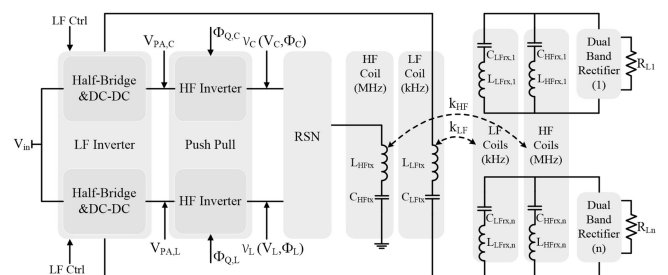 LF Ctrl
V_PA,C
Φ_Q,C
V_C (V_C,Φ_C)
HF
Coil
(MHz)
LF
Coil
(kHz)
C_LFrx,1
L_LFrx,1
C_HFrx,1
L_HFrx,1
Dual
Band
Rectifier
(1)
R_L1
Half-Bridge
&DC-DC
HF Inverter
V_in
LF Inverter
Push Pull
RSN
k_HF
k_LF
LF
Coils
(kHz)
HF
Coils
(MHz)
L_HFtx
L_LFtx
C_HFtx
C_LFtx
Half-Bridge
&DC-DC
HF Inverter
C_LFrx,n
L_LFrx,n
C_HFrx,n
L_HFrx,n
Dual
Band
Rectifier
(n)
R_Ln
LF Ctrl
V_PA,L
Φ_Q,L
V_L (V_L,Φ_L)